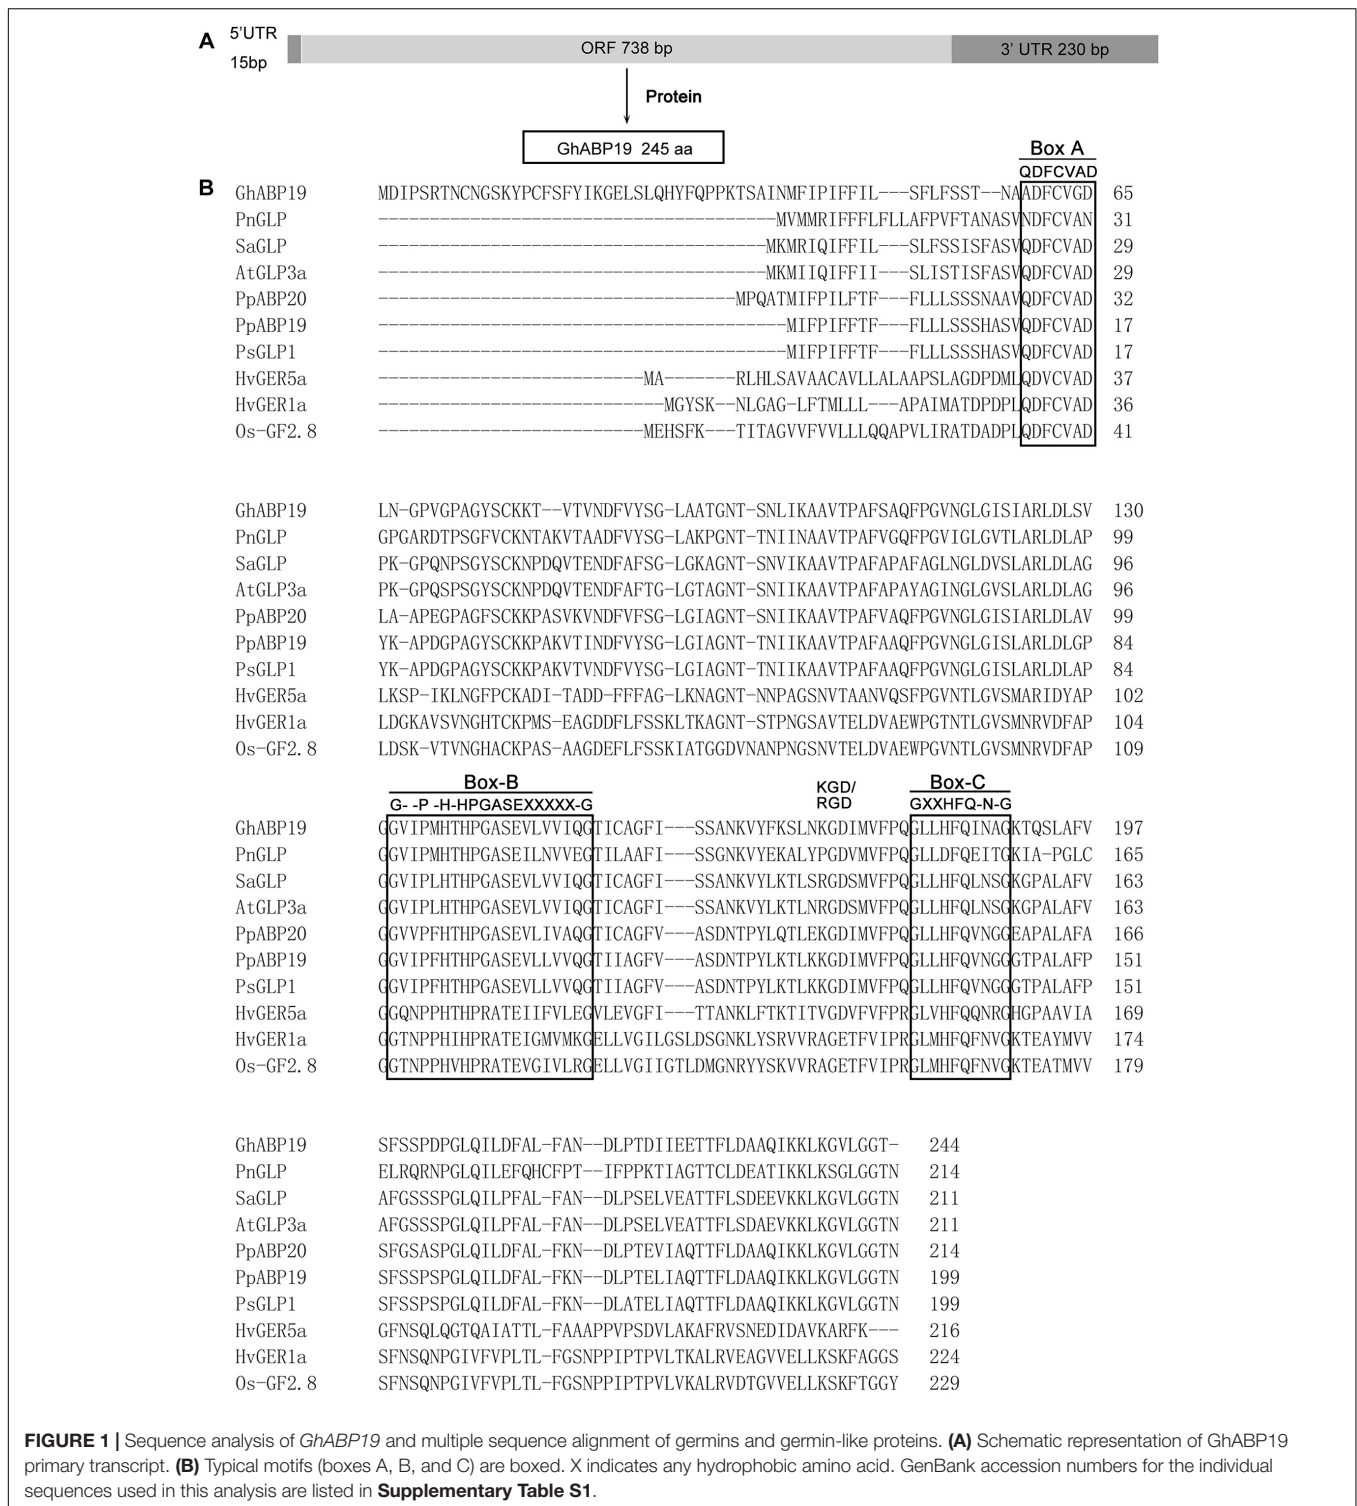 A
5'UTR
15bp
ORF 738 bp
3' UTR 230 bp
Protein
GhABP19 245 aa
Box A
QDFCVAD
B
GhABP19 MDIPSRTNCNGSKYPCFSFYIKGELSLQHYFQPPKTSAINMFIPIFFIL---SFLFSST--NAADFCVGD 65
PnGLP ---------------------------------------MVMMRIFFFLFLLAFPVFTANASVNDFCVAN 31
SaGLP --------------------------------------MKMRIQIFFIL---SLFSSISFASVQDFCVAD 29
AtGLP3a --------------------------------------MKMIIQIFFII---SLISTISFASVQDFCVAD 29
PpABP20 -----------------------------------MPQATMIFPILFTF---FLLLSSSNAAVQDFCVAD 32
PpABP19 ----------------------------------------MIFPIFFTF---FLLLSSSHASVQDFCVAD 17
PsGLP1 ----------------------------------------MIFPIFFTF---FLLLSSSHASVQDFCVAD 17
HvGER5a --------------------------MA-------RLHLSAVAACAVLLALAAPSLAGDPDMLQDVCVAD 37
HvGER1a ----------------------------MGYSK--NLGAG-LFTMLLL---APAIMATDPDPLQDFCVAD 36
Os-GF2.8 --------------------------MEHSFK---TITAGVVFVVLLLQQAPVLIRATDADPLQDFCVAD 41
GhABP19 LN-GPVGPAGYSCKKT--VTVNDFVYSG-LAATGNT-SNLIKAAVTPAFSAQFPGVNGLGISIARLDLSV 130
PnGLP GPGARDTPSGFVCKNTAKVTAADFVYSG-LAKPGNT-TNIINAAVTPAFVGQFPGVIGLGVTLARLDLAP 99
SaGLP PK-GPQNPSGYSCKNPDQVTENDFAFSG-LGKAGNT-SNVIKAAVTPAFAPAFAGLNGLDVSLARLDLAG 96
AtGLP3a PK-GPQSPSGYSCKNPDQVTENDFAFTG-LGTAGNT-SNIIKAAVTPAFAPAYAGINGLGVSLARLDLAG 96
PpABP20 LA-APEGPAGFSCKKPASVKVNDFVFSG-LGIAGNT-SNIIKAAVTPAFVAQFPGVNGLGISIARLDLAV 99
PpABP19 YK-APDGPAGYSCKKPAKVTINDFVYSG-LGIAGNT-TNIIKAAVTPAFAAQFPGVNGLGISLARLDLGP 84
PsGLP1 YK-APDGPAGYSCKKPAKVTVNDFVYSG-LGIAGNT-TNIIKAAVTPAFAAQFPGVNGLGISLARLDLAP 84
HvGER5a LKSP-IKLNGFPCKADI-TADD-FFFAG-LKNAGNT-NNPAGSNVTAANVQSFPGVNTLGVSMARIDYAP 102
HvGER1a LDGKAVSVNGHTCKPMS-EAGDDFLFSSKLTKAGNT-STPNGSAVTELDVAEWPGTNTLGVSMNRVDFAP 104
Os-GF2.8 LDSK-VTVNGHACKPAS-AAGDEFLFSSKIATGGDVNANPNGSNVTELDVAEWPGVNTLGVSMNRVDFAP 109
Box-B
G- -P -H-HPGASEXXXXX-G
KGD/
RGD
Box-C
GXXHFQ-N-G
GhABP19 GGVIPMHTHPGASEVLVVIQGTICAGFI---SSANKVYFKSLNKGDIMVFPQGLLHFQINAGKTQSLAFV 197
PnGLP GGVIPMHTHPGASEILNVVEGTILAAFI---SSGNKVYEKALYPGDVMVFPQGLLDFQEITGKIA-PGLC 165
SaGLP GGVIPLHTHPGASEVLVVIQGTICAGFI---SSANKVYLKTLSRGDSMVFPQGLLHFQLNSGKGPALAFV 163
AtGLP3a GGVIPLHTHPGASEVLVVIQGTICAGFI---SSANKVYLKTLNRGDSMVFPQGLLHFQLNSGKGPALAFV 163
PpABP20 GGVVPFHTHPGASEVLIVAQGTICAGFV---ASDNTPYLQTLEKGDIMVFPQGLLHFQVNGGEAPALAFA 166
PpABP19 GGVIPFHTHPGASEVLLVVQGTIIAGFV---ASDNTPYLKTLKKGDIMVFPQGLLHFQVNGGGTPALAFP 151
PsGLP1 GGVIPFHTHPGASEVLLVVQGTIIAGFV---ASDNTPYLKTLKKGDIMVFPQGLLHFQVNGGGTPALAFP 151
HvGER5a GGQNPPHTHPRATEIIFVLEGVLEVGFI---TTANKLFTKTITVGDVFVFPRGLVHFQQNRGHGPAAVIA 169
HvGER1a GGTNPPHIHPRATEIGMVMKGELLVGILGSLDSGNKLYSRVVRAGETFVIPRGLMHFQFNVGKTEAYMVV 174
Os-GF2.8 GGTNPPHVHPRATEVGIVLRGELLVGIIGTLDMGNRYYSKVVRAGETFVIPRGLMHFQFNVGKTEATMVV 179
GhABP19 SFSSPDPGLQILDFAL-FAN--DLPTDIIEETTFLDAAQIKKLKGVLGGT- 244
PnGLP ELRQRNPGLQILEFQHCFPT--IFPPKTIAGTTCLDEATIKKLKSGLGGTN 214
SaGLP AFGSSSPGLQILPFAL-FAN--DLPSELVEATTFLSDEEVKKLKGVLGGTN 211
AtGLP3a AFGSSSPGLQILPFAL-FAN--DLPSELVEATTFLSDAEVKKLKGVLGGTN 211
PpABP20 SFGSASPGLQILDFAL-FKN--DLPTEVIAQTTFLDAAQIKKLKGVLGGTN 214
PpABP19 SFSSPSPGLQILDFAL-FKN--DLPTELIAQTTFLDAAQIKKLKGVLGGTN 199
PsGLP1 SFSSPSPGLQILDFAL-FKN--DLATELIAQTTFLDAAQIKKLKGVLGGTN 199
HvGER5a GFNSQLQGTQAIATTL-FAAAPPVPSDVLAKAFRVSNEDIDAVKARFK--- 216
HvGER1a SFNSQNPGIVFVPLTL-FGSNPPIPTPVLTKALRVEAGVVELLKSKFAGGS 224
Os-GF2.8 SFNSQNPGIVFVPLTL-FGSNPPIPTPVLVKALRVDTGVVELLKSKFTGGY 229
FIGURE 1 | Sequence analysis of GhABP19 and multiple sequence alignment of germins and germin-like proteins. (A) Schematic representation of GhABP19
primary transcript. (B) Typical motifs (boxes A, B, and C) are boxed. X indicates any hydrophobic amino acid. GenBank accession numbers for the individual
sequences used in this analysis are listed in Supplementary Table S1.